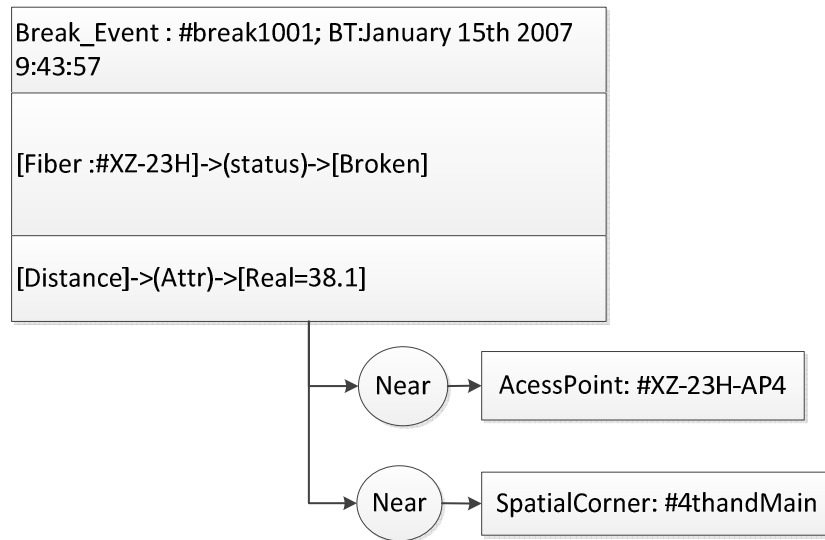 Break_Event : #break1001; BT:January 15th 2007
9:43:57
[Fiber :#XZ-23H]->(status)->[Broken]
[Distance]->(Attr)->[Real=38.1]
Near
AcessPoint: #XZ-23H-AP4
Near
SpatialCorner: #4thandMain